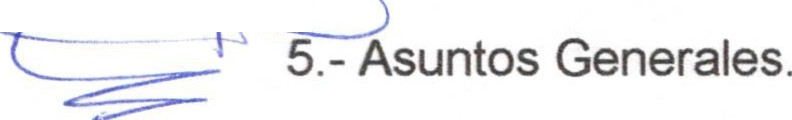 5.- Asuntos Generales.